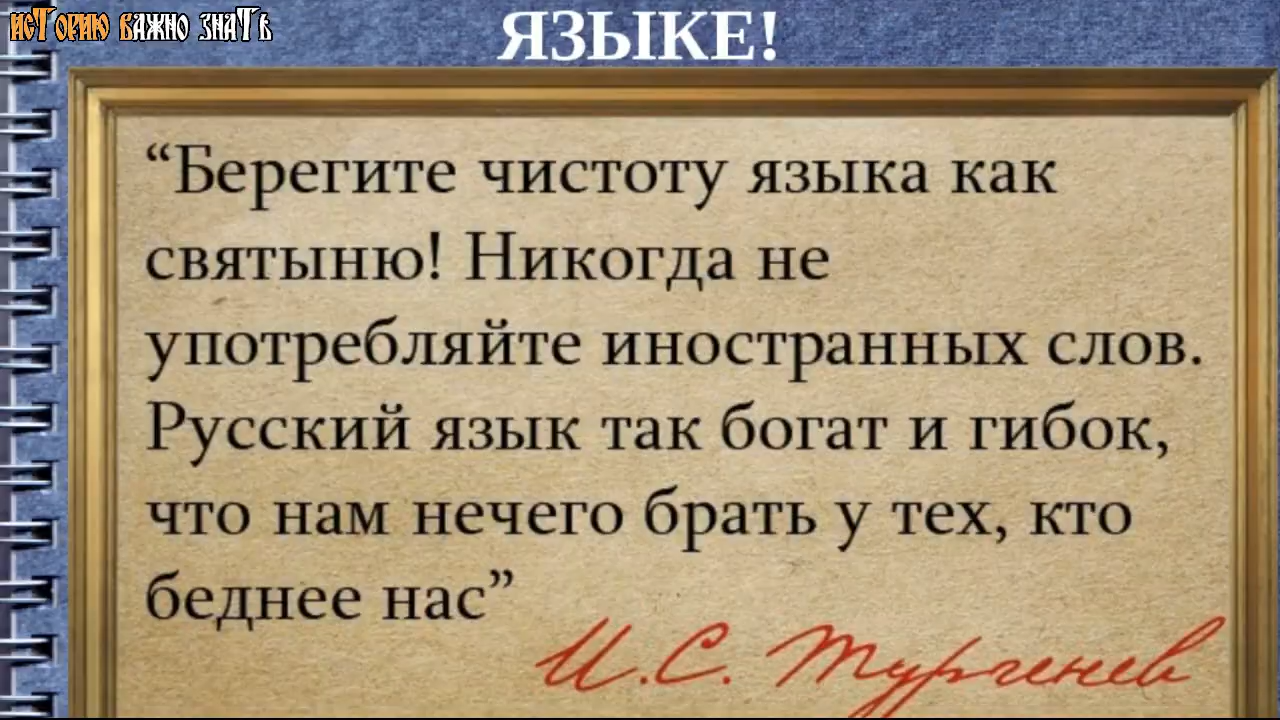 исТорию важно знаТь
ЯЗЫКЕ!
“Берегите чистоту языка как
святыню! Никогда не
употребляйте иностранных слов.
Русский язык так богат и гибок,
что нам нечего брать у тех, кто
беднее нас”
И.С. Тургенев